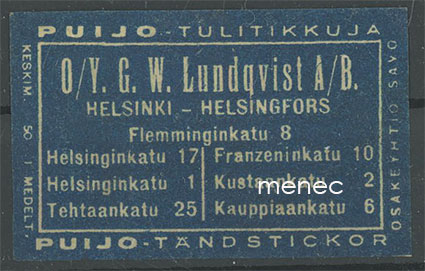 PUIJO-TULITIKKUJA
O/Y. G. W. Lundqvist A/B.
HELSINKI – HELSINGFORS
Flemminginkatu 8
Helsinginkatu 17 Franzeninkatu 10
Helsinginkatu 1 Kustaankatu 2
Tehtaankatu 25 Kauppiaankatu 6
PUIJO-TÄNDSTICKOR
KESKIM. 50 I MEDELT.
OSAKEYHTIÖ SAVO
menec